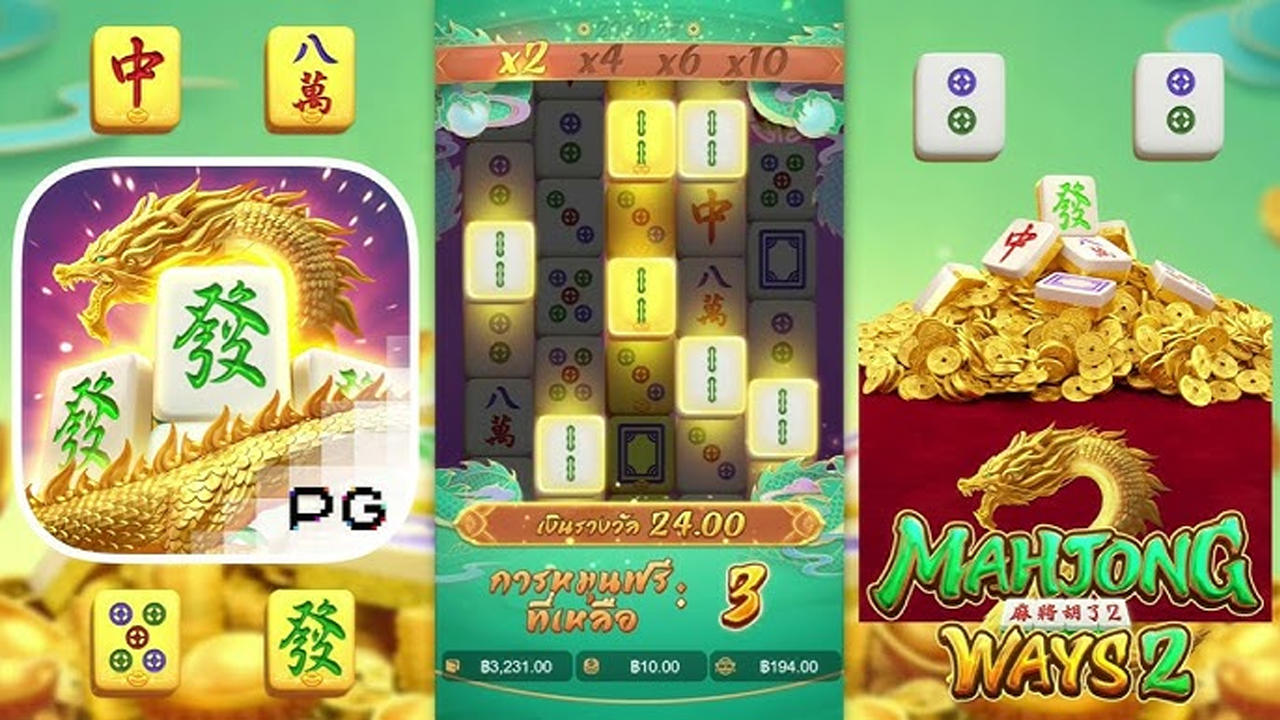 中
八
萬
發
發
發
PG
發
x2 x4 x6 x10
中
八
萬
八
萬
เงินรางวัล 24.00
การหมุนฟรี
ที่เหลือ : 3
฿3,231.00 ฿10.00 ฿194.00
發
中
MAHJONG
麻將胡了2
WAYS 2